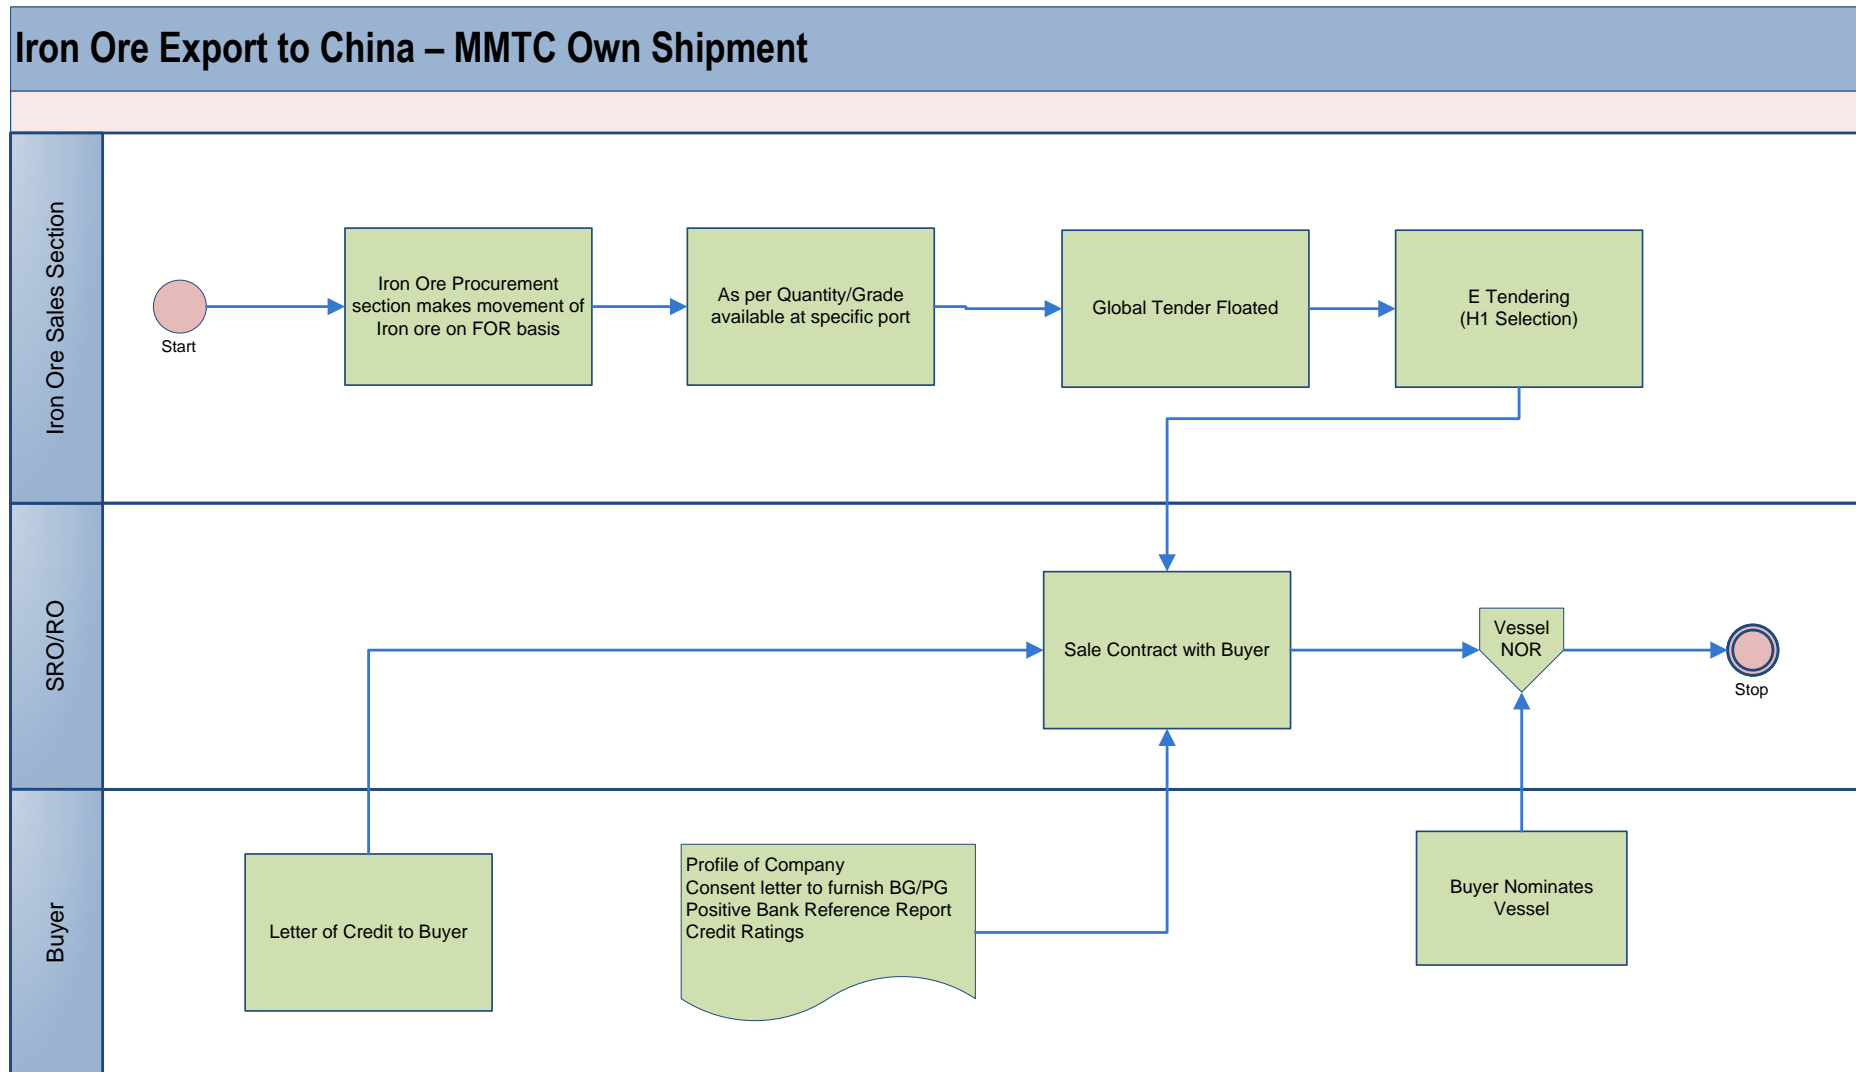 Iron Ore Export to China – MMTC Own Shipment
Iron Ore Sales Section
Start
Iron Ore Procurement
section makes movement of
Iron ore on FOR basis
As per Quantity/Grade
available at specific port
Global Tender Floated
E Tendering
(H1 Selection)
SRO/RO
Sale Contract with Buyer
Vessel
NOR
Stop
Buyer
Letter of Credit to Buyer
Profile of Company
Consent letter to furnish BG/PG
Positive Bank Reference Report
Credit Ratings
Buyer Nominates
Vessel